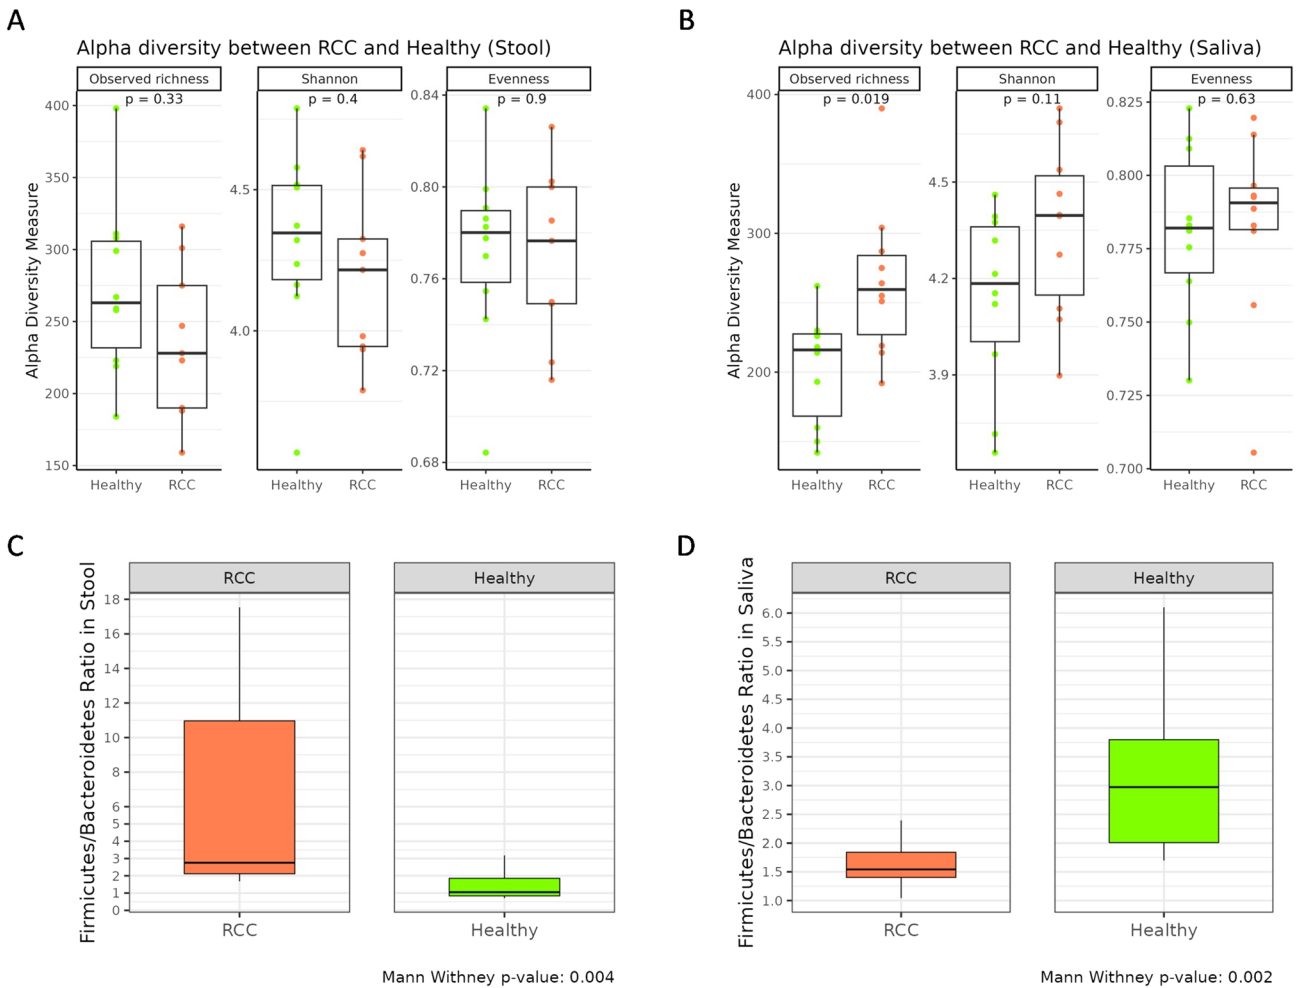 A
Alpha diversity between RCC and Healthy (Stool)
Observed richness
Shannon
Evenness
p = 0.33
p = 0.4
p = 0.9
Alpha Diversity Measure
400
350
300
250
200
150
4.5
4.0
0.84
0.80
0.76
0.72
0.68
Healthy
RCC
Healthy
RCC
Healthy
RCC
B
Alpha diversity between RCC and Healthy (Saliva)
Observed richness
Shannon
Evenness
p = 0.019
p = 0.11
p = 0.63
Alpha Diversity Measure
400
300
200
4.5
4.2
3.9
0.825
0.800
0.775
0.750
0.725
0.700
Healthy
RCC
Healthy
RCC
Healthy
RCC
C
RCC
Healthy
Firmicutes/Bacteroidetes Ratio in Stool
18
16
14
12
10
8
6
5
4
3
2
1
0
RCC
Healthy
Mann Withney p-value: 0.004
D
RCC
Healthy
Firmicutes/Bacteroidetes Ratio in Saliva
6.0
5.5
5.0
4.5
4.0
3.5
3.0
2.5
2.0
1.5
1.0
RCC
Healthy
Mann Withney p-value: 0.002